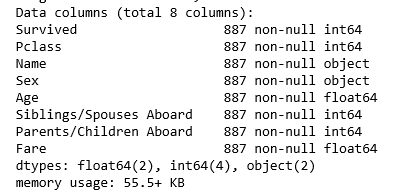 Data columns (total 8 columns):
Survived 887 non-null int64
Pclass 887 non-null int64
Name 887 non-null object
Sex 887 non-null object
Age 887 non-null float64
Siblings/Spouses Aboard 887 non-null int64
Parents/Children Aboard 887 non-null int64
Fare 887 non-null float64
dtypes: float64(2), int64(4), object(2)
memory usage: 55.5+ KB